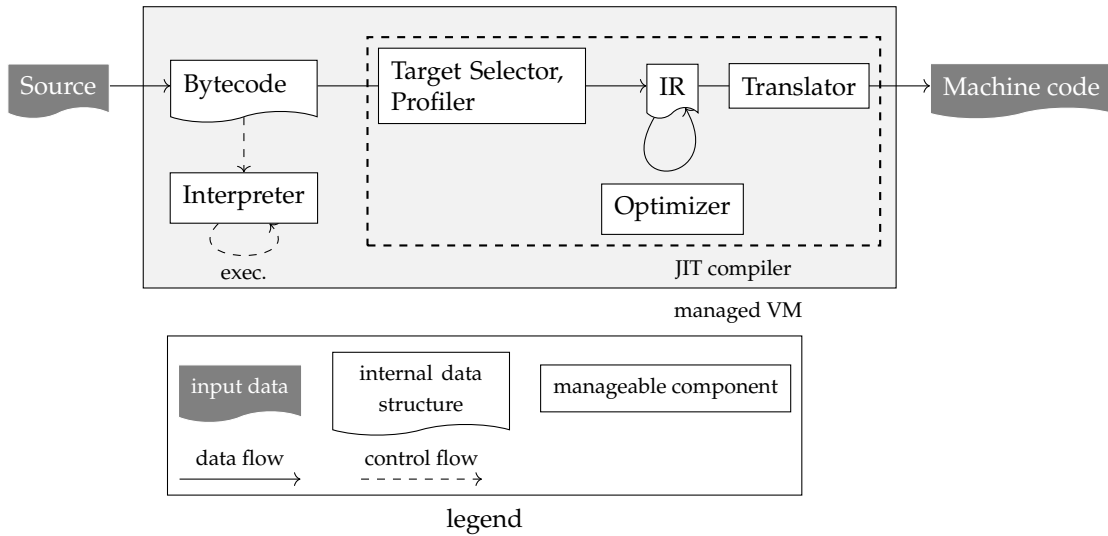 Source
Bytecode
Target Selector,
Profiler
IR
Translator
Machine code
Interpreter
Optimizer
exec.
JIT compiler
managed VM
input data
internal data
structure
manageable component
data flow
control flow
legend